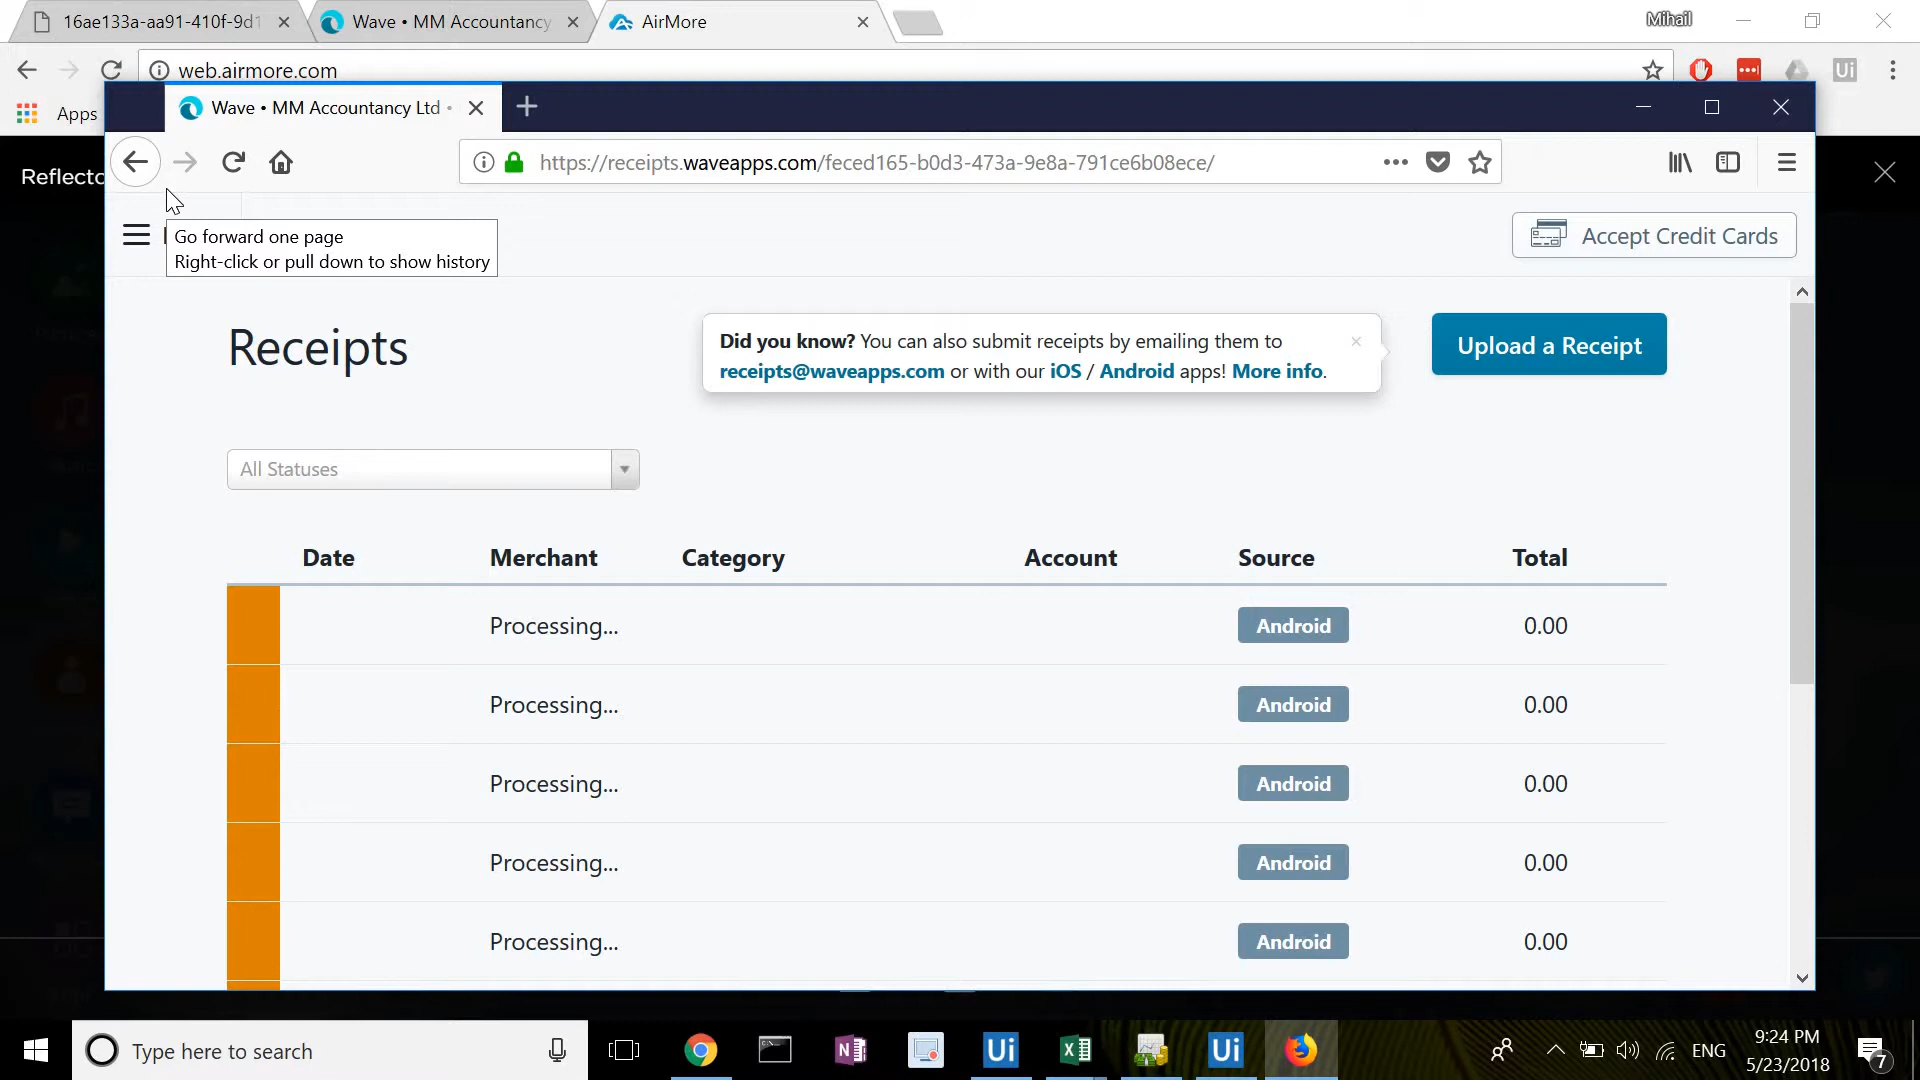 16ae133a-aa91-410f-9d1
Wave • MM Accountancy
AirMore
Mihail
web.airmore.com
Ui
Apps
Wave • MM Accountancy Ltd •
https://receipts.waveapps.com/feced165-b0d3-473a-9e8a-791ce6b08ece/
Reflecto
Go forward one page
Right-click or pull down to show history
Accept Credit Cards
Receipts
Did you know? You can also submit receipts by emailing them to
receipts@waveapps.com or with our iOS / Android apps! More info.
Upload a Receipt
All Statuses
Date Merchant Category Account Source Total
Processing... Android 0.00
Processing... Android 0.00
Processing... Android 0.00
Processing... Android 0.00
Processing... Android 0.00
Type here to search
Ui
Ui
ENG
9:24 PM
5/23/2018
7